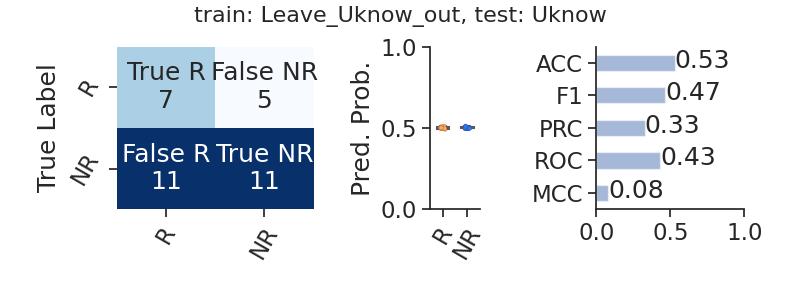 train: Leave_Uknow_out, test: Uknow
True Label
R
NR
True R
7
False NR
5
False R
11
True NR
11
R
NR
Pred. Prob.
1.0
0.5
0.0
R
NR
ACC
0.53
F1
0.47
PRC
0.33
ROC
0.43
MCC
0.08
0.0
0.5
1.0